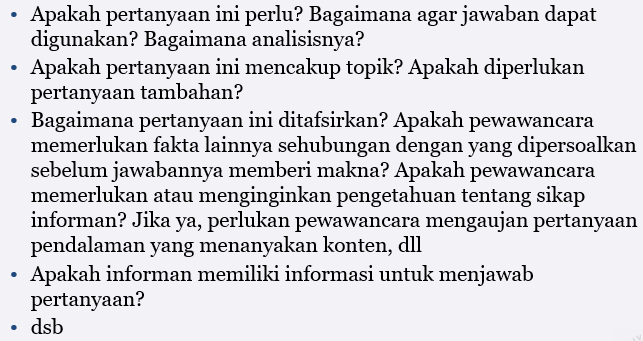 • Apakah pertanyaan ini perlu? Bagaimana agar jawaban dapat
digunakan? Bagaimana analisisnya?
• Apakah pertanyaan ini mencakup topik? Apakah diperlukan
pertanyaan tambahan?
• Bagaimana pertanyaan ini ditafsirkan? Apakah pewawancara
memerlukan fakta lainnya sehubungan dengan yang dipersoalkan
sebelum jawabannya memberi makna? Apakah pewawancara
memerlukan atau menginginkan pengetahuan tentang sikap
informan? Jika ya, perlukan pewawancara mengaujan pertanyaan
pendalaman yang menanyakan konten, dll
• Apakah informan memiliki informasi untuk menjawab
pertanyaan?
• dsb